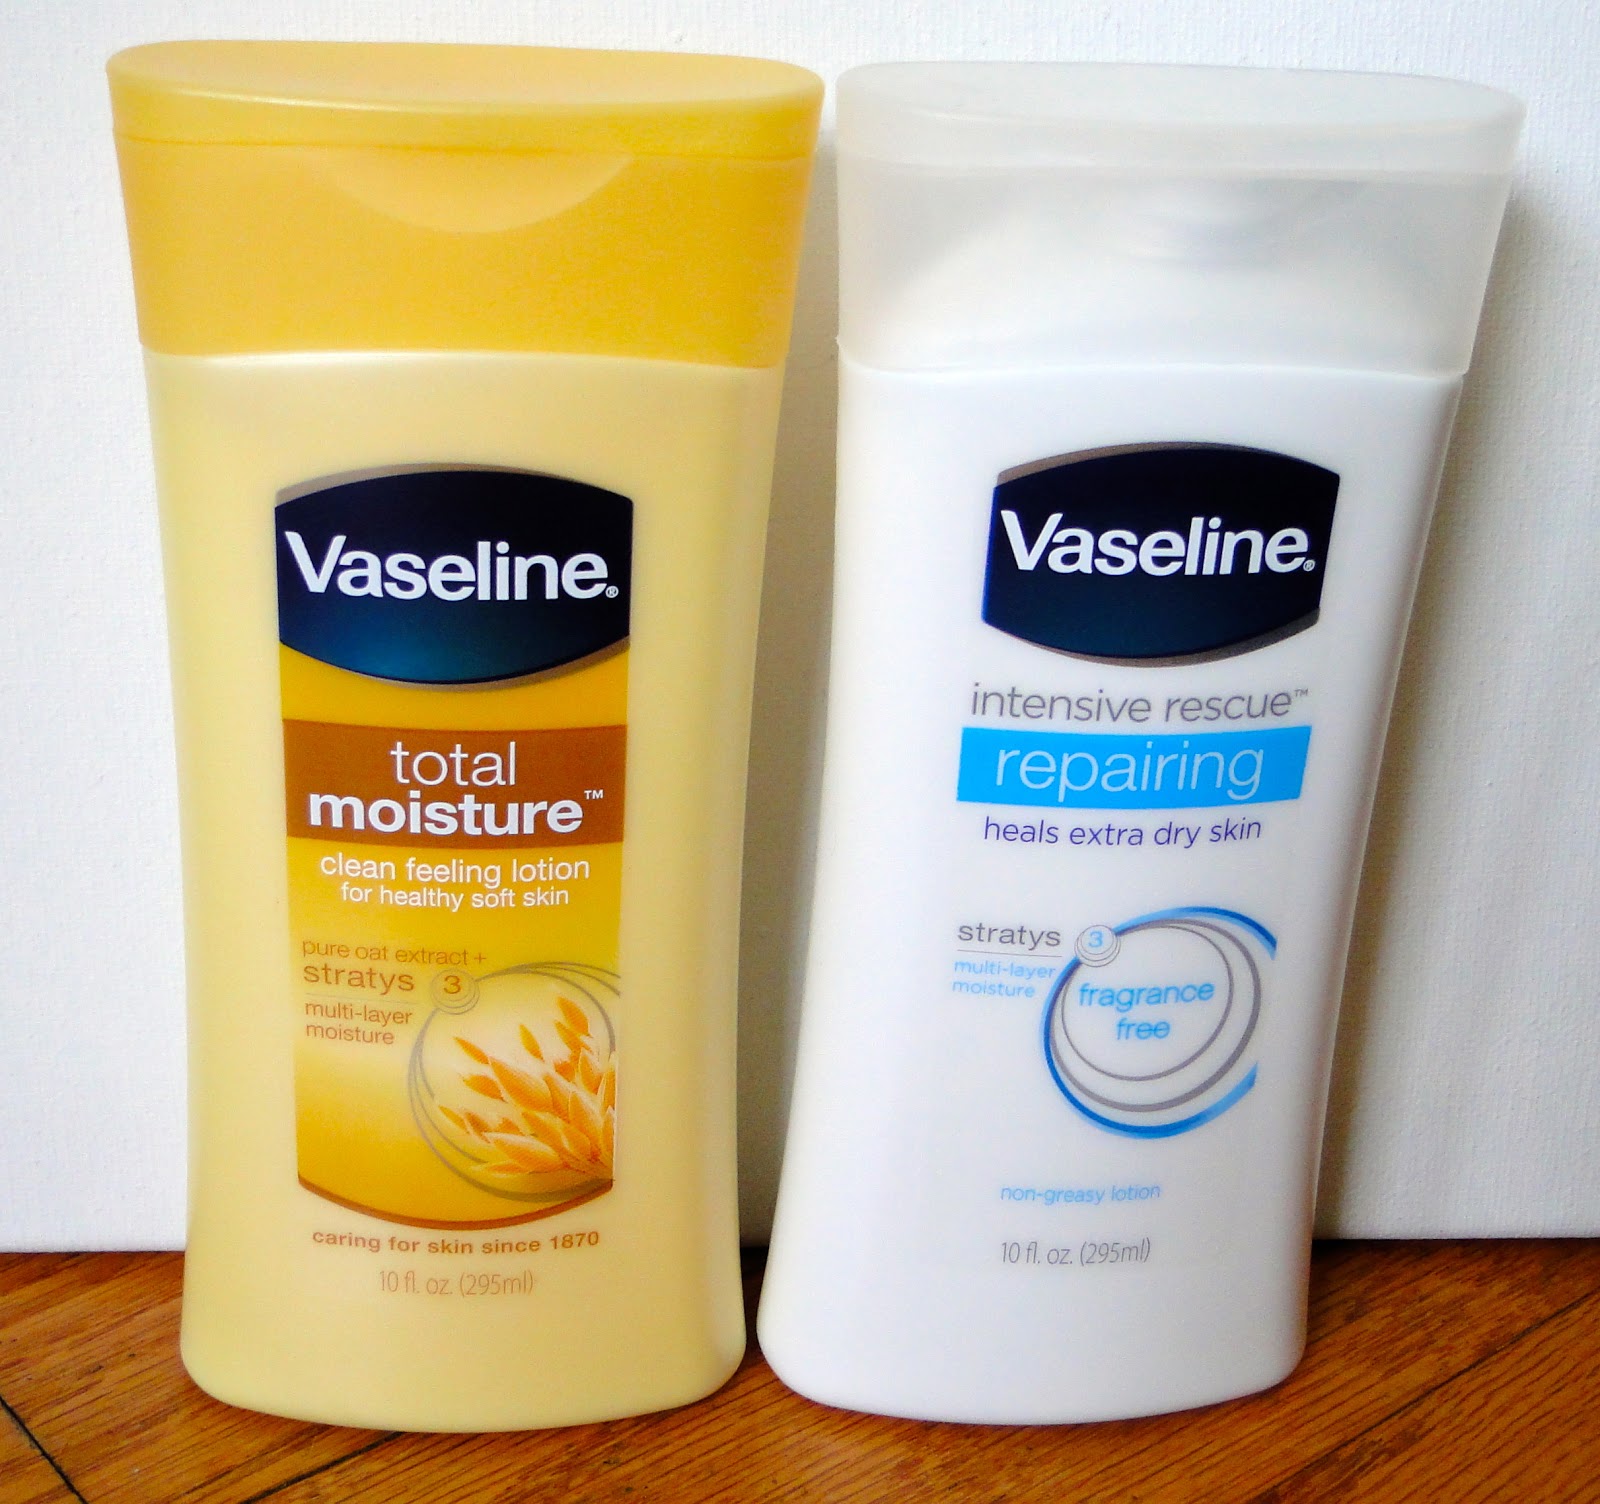 Vaseline®
total
moisture™
clean feeling lotion
for healthy soft skin
pure oat extract +
stratys 3
multi-layer
moisture
caring for skin since 1870
10 fl. oz. (295ml)
Vaseline®
intensive rescue™
repairing
heals extra dry skin
stratys 3
multi-layer
moisture
fragrance
free
non-greasy lotion
10 fl. oz. (295ml)